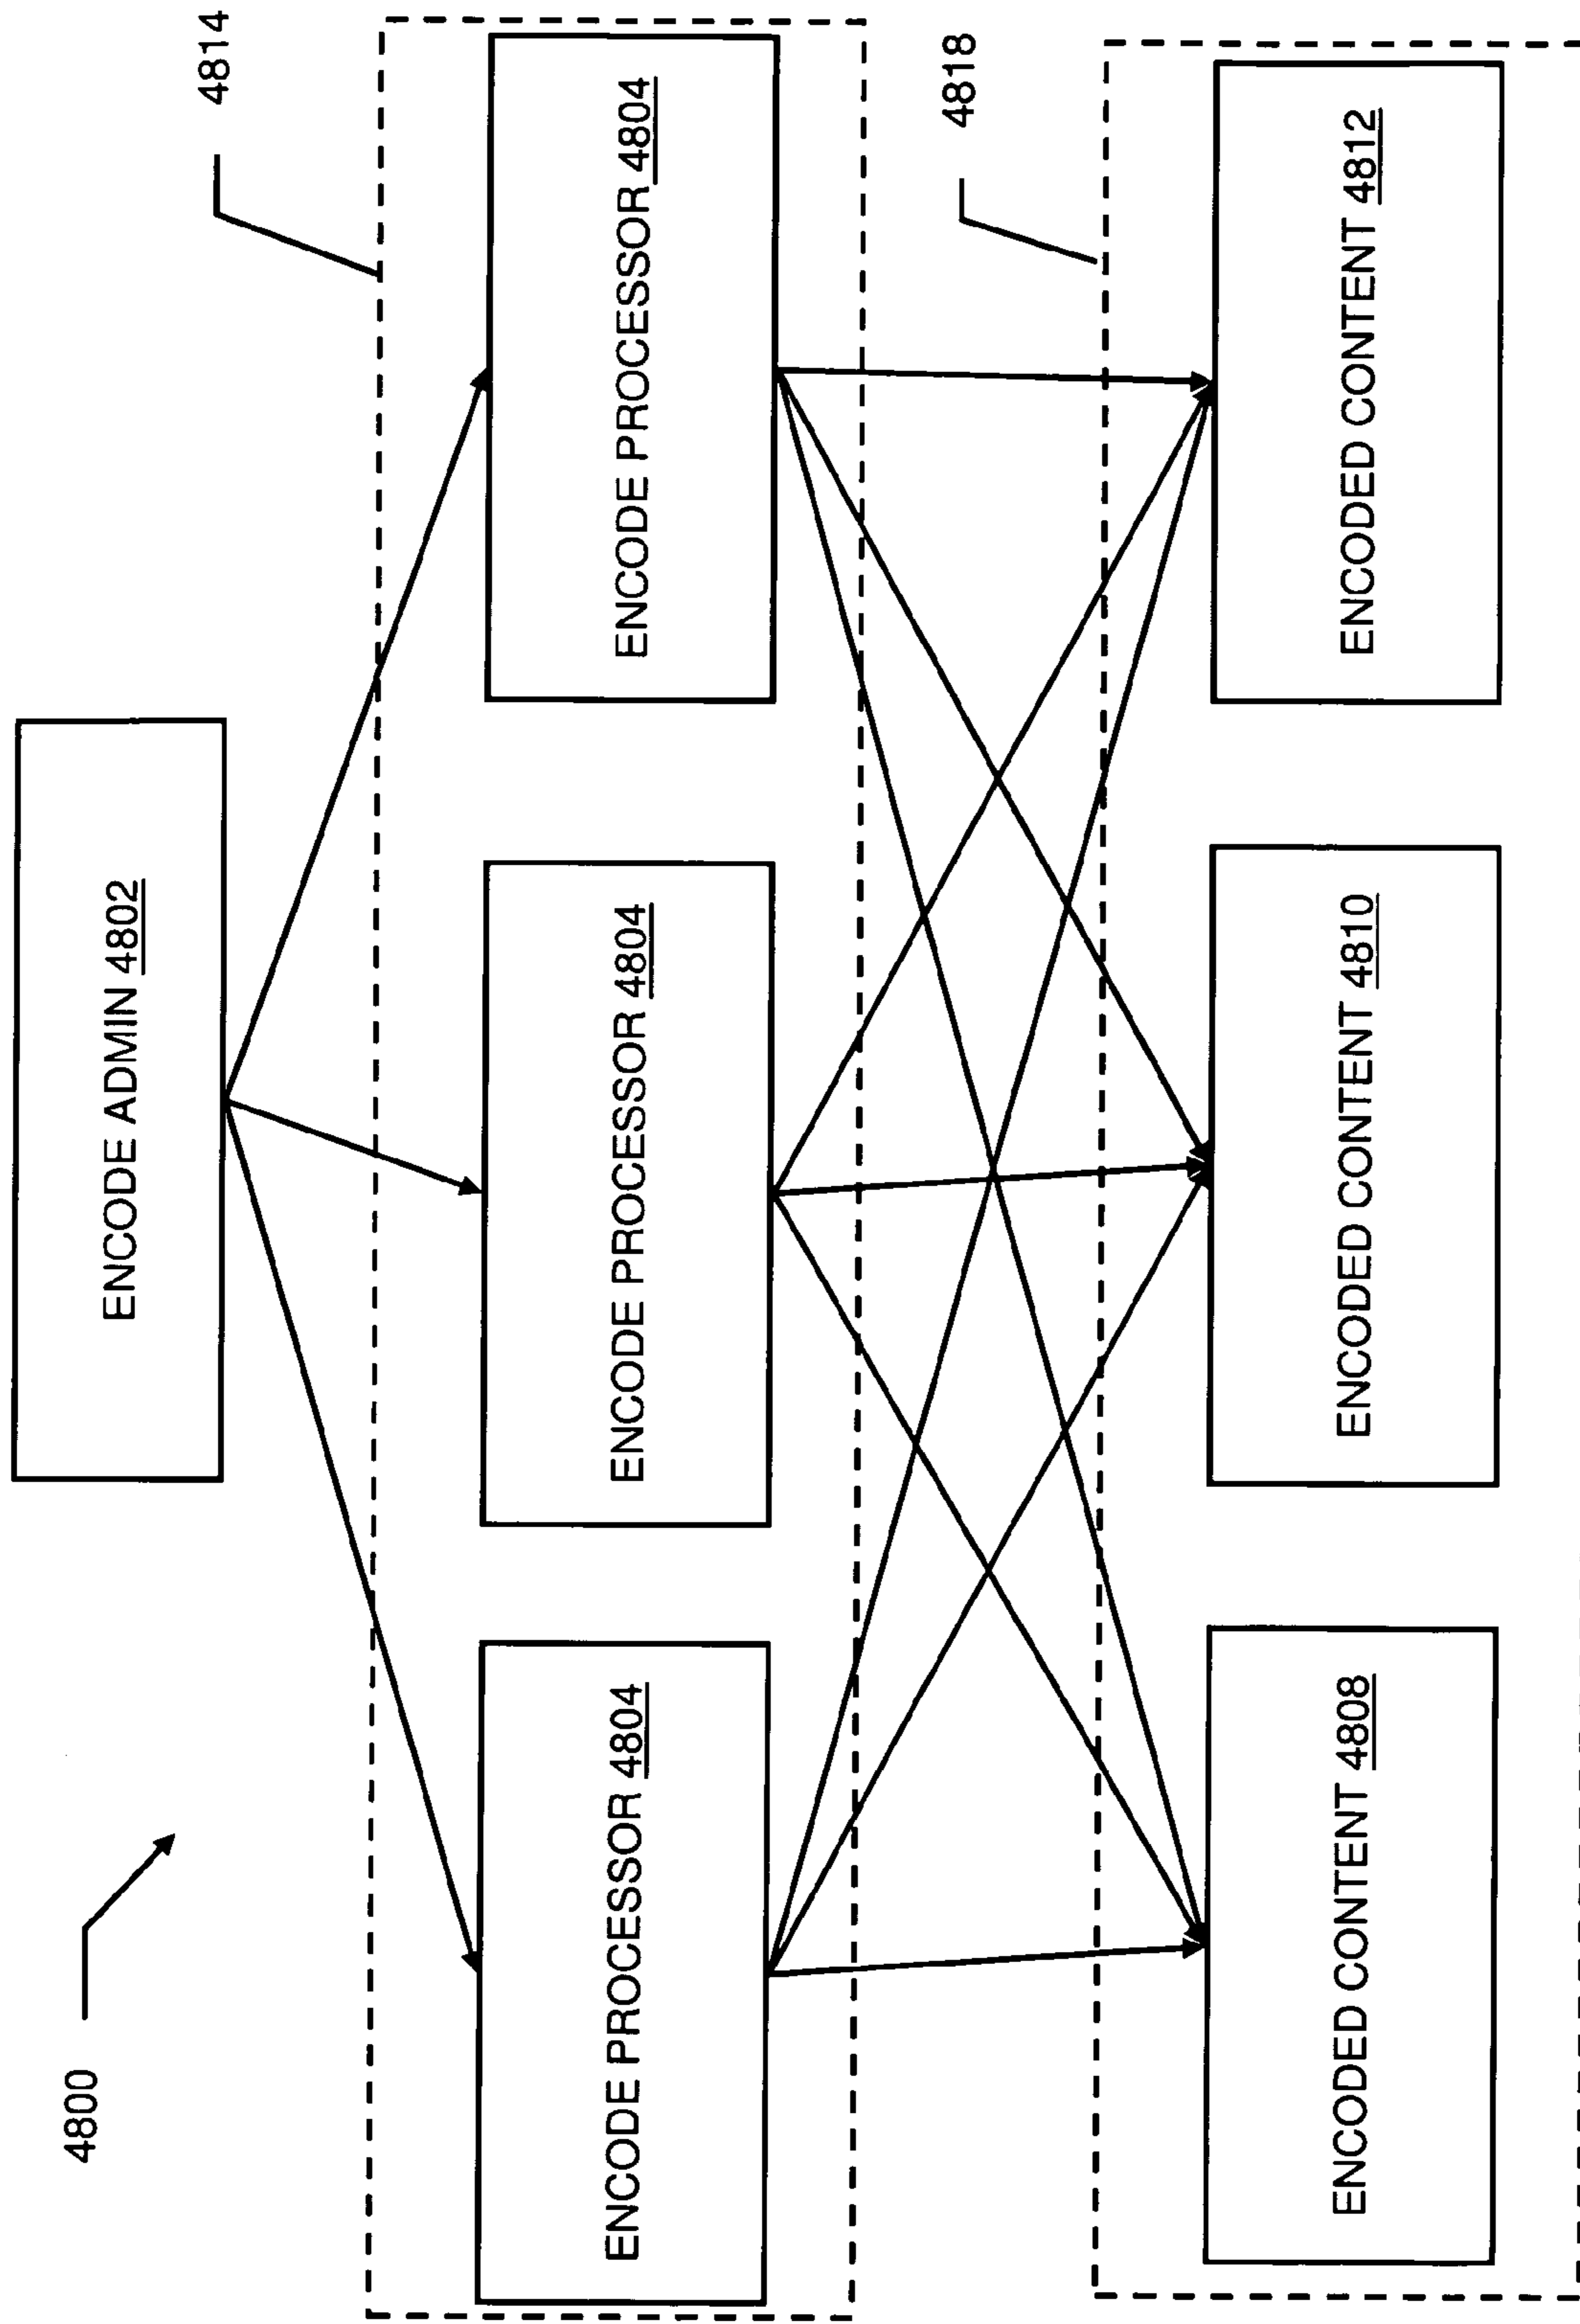 4800
ENCODE ADMIN 4802
4814
ENCODE PROCESSOR 4804
ENCODE PROCESSOR 4804
ENCODE PROCESSOR 4804
4818
ENCODED CONTENT 4808
ENCODED CONTENT 4810
ENCODED CONTENT 4812